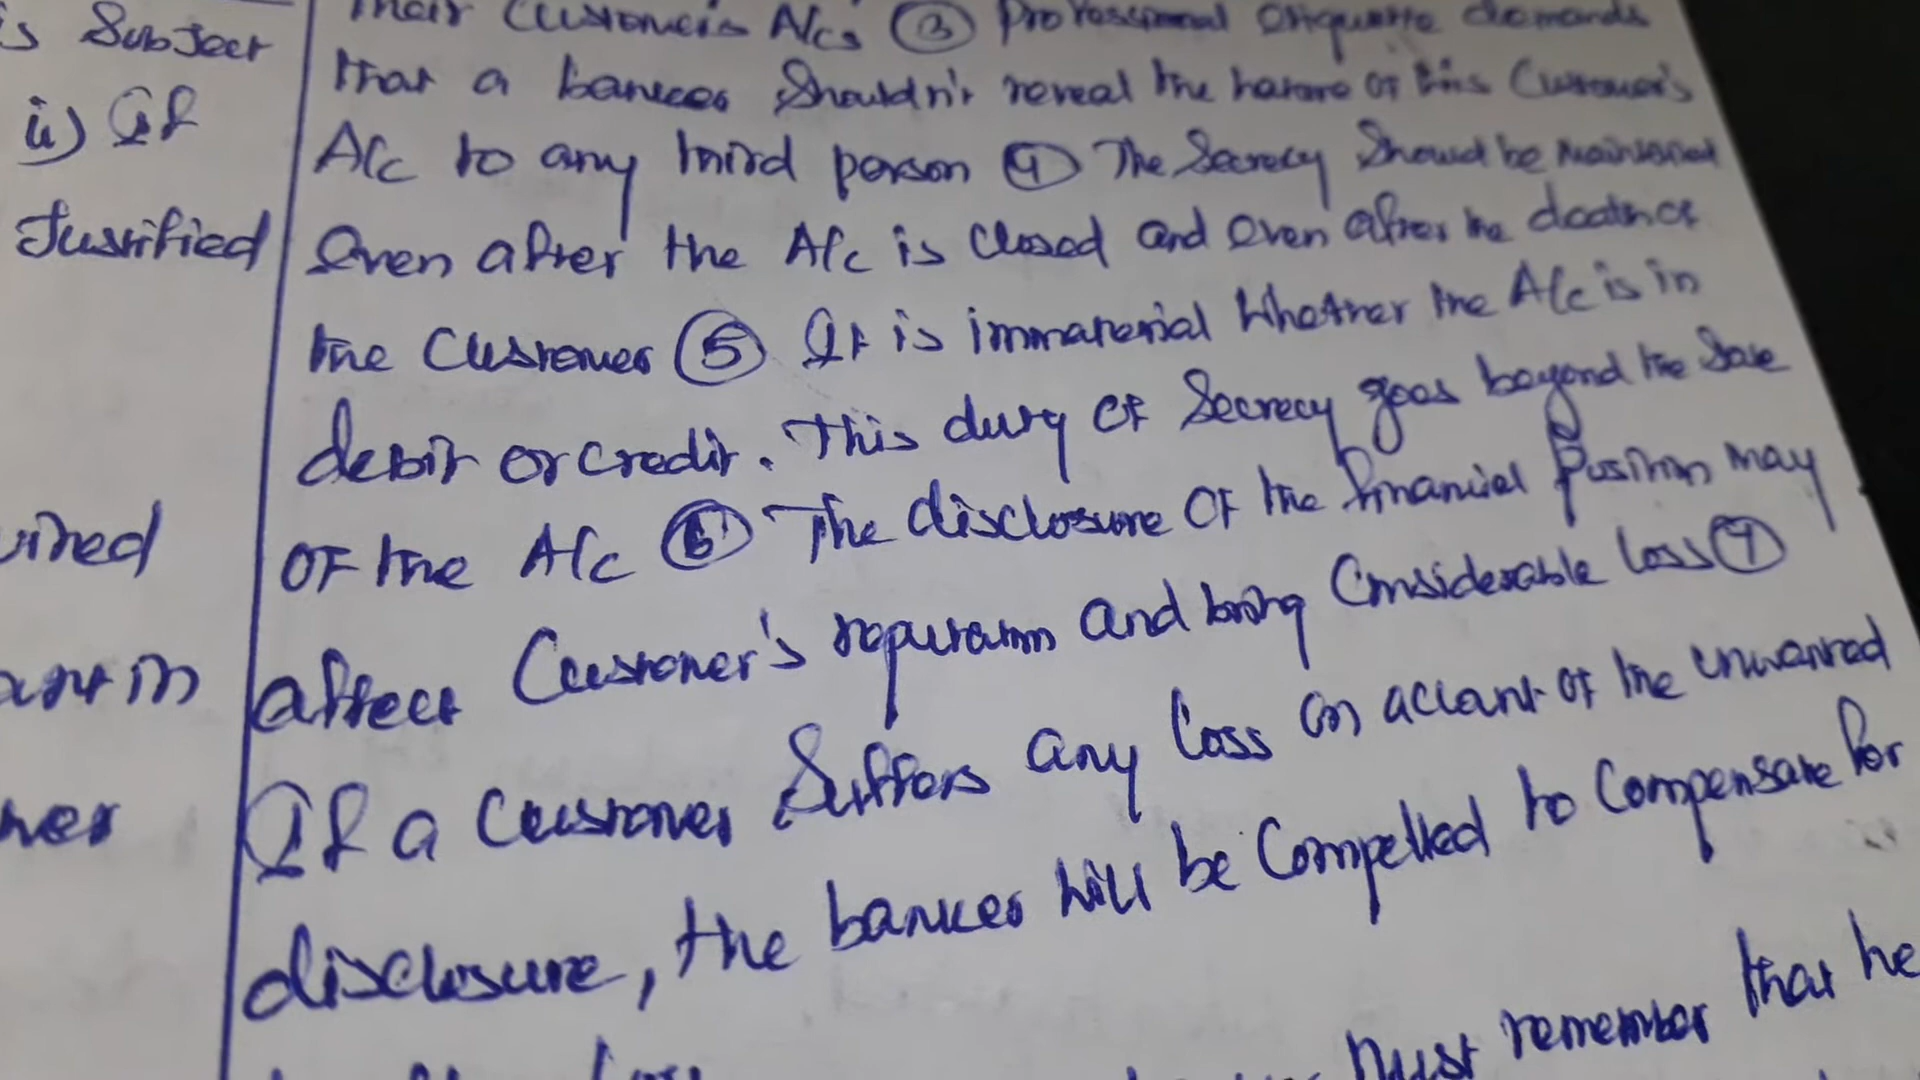 is Subject
ii) If
Justified
ired
ant in
mer
their Customer's A/cs ③ Professional etiquette demands
that a banker shouldn't reveal the nature of his Customer's
A/c to any third person ④ The Secrecy Should be maintained
Even after the A/c is closed and even after the death of
the Customer ⑤ It is immaterial whether the A/c is in
debit or credit. This duty of Secrecy goes beyond the State
OF the A/c ⑥ The disclosure Of the financial Position may
affect Customer's reputation and bring Considerable loss ⑦
If a Customer Suffers any Loss on account of the unwanted
disclosure, the banker will be Compelled to Compensate for
loss must remember that he